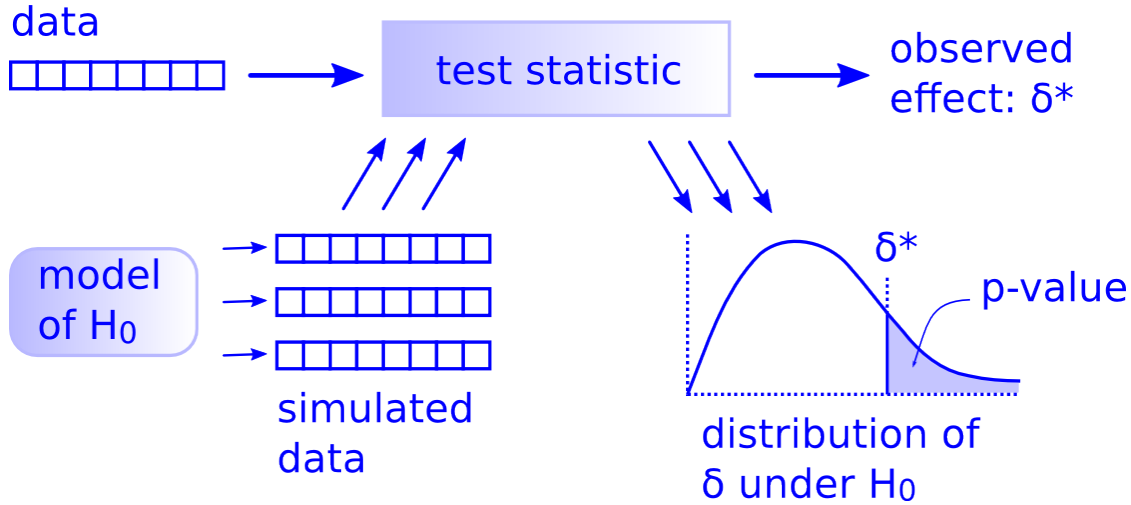 data
test statistic
observed
effect: δ*
model
of H₀
simulated
data
δ*
p-value
distribution of
δ under H₀